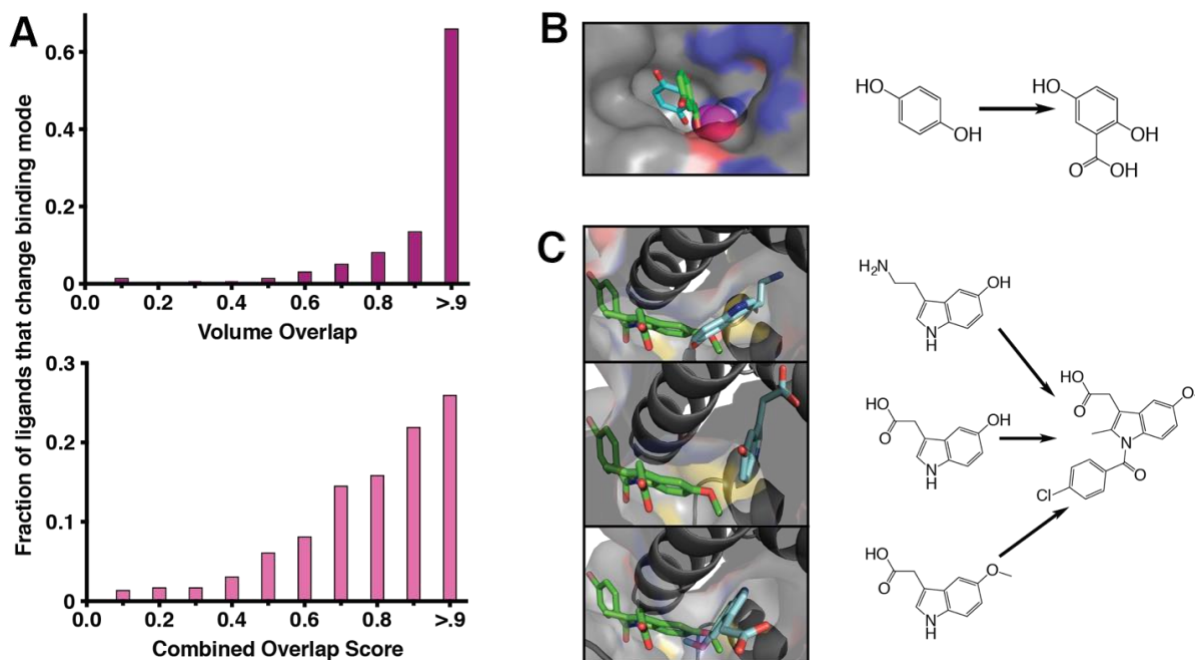 A
Fraction of ligands that change binding mode
0.6
0.4
0.2
0
0.0 0.2 0.4 0.6 0.8 >.9
Volume Overlap
0.3
0.2
0.1
0
0.0 0.2 0.4 0.6 0.8 >.9
Combined Overlap Score
B
HO
OH
HO
OH
O OH
C
H₂N
OH
N
H
HO
O
OH
N
H
HO
O
O
N
H
HO
O
O
N
O
Cl